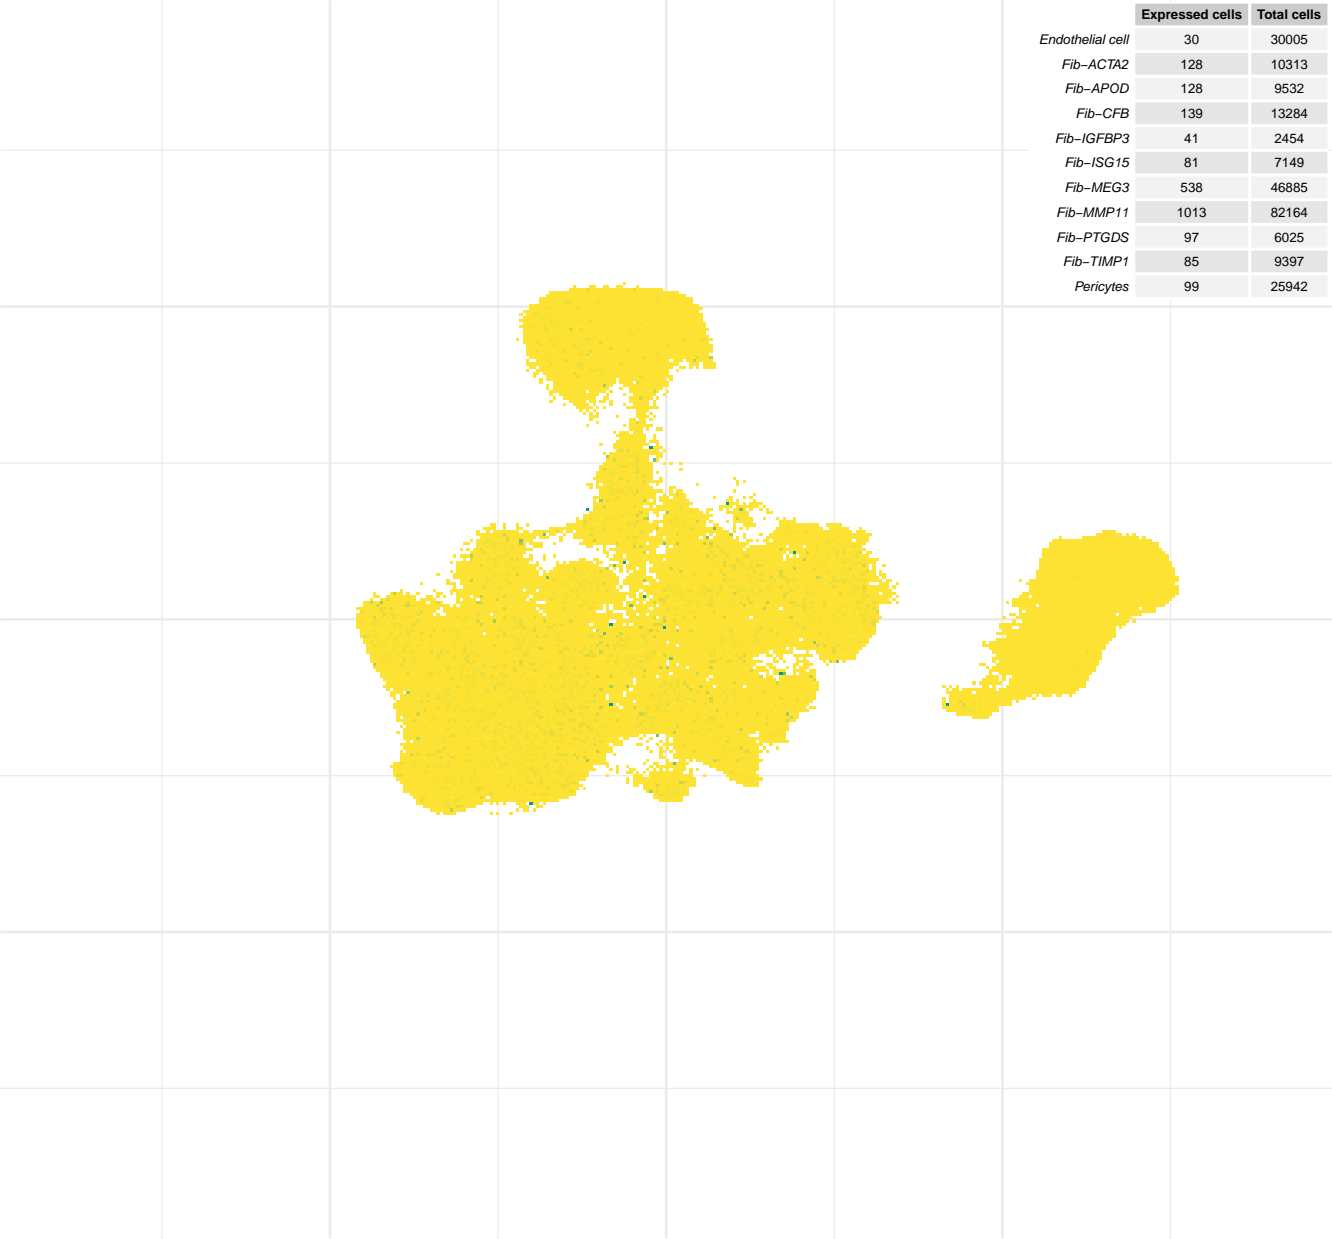 Expressed cells Total cells
Endothelial cell 30 30005
Fib−ACTA2 128 10313
Fib−APOD 128 9532
Fib−CFB 139 13284
Fib−IGFBP3 41 2454
Fib−ISG15 81 7149
Fib−MEG3 538 46885
Fib−MMP11 1013 82164
Fib−PTGDS 97 6025
Fib−TIMP1 85 9397
Pericytes 99 25942